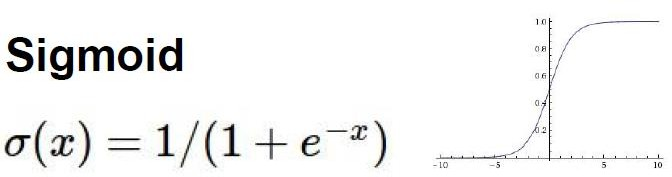 Sigmoid
σ(x) = 1/(1 + e^{−x})
1.0
0.8
0.6
0.4
0.2
-10 -5 5 10